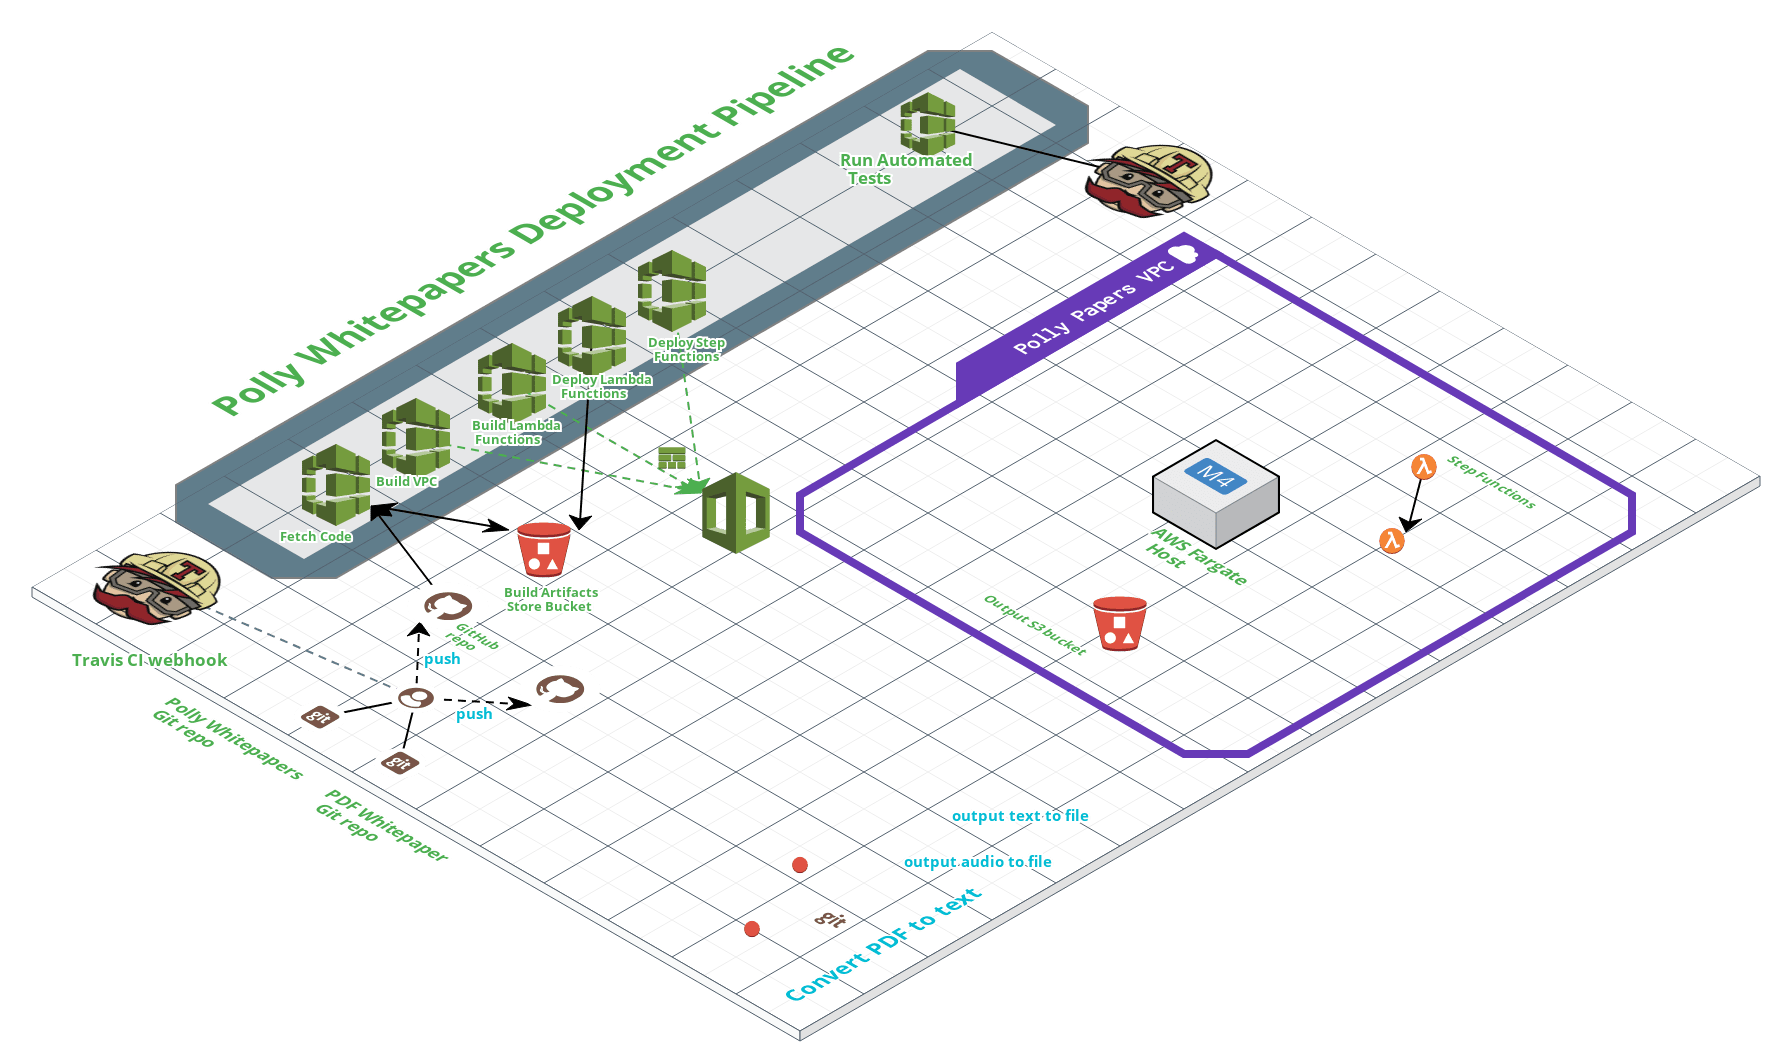 Polly Whitepapers Deployment Pipeline
Run Automated
Tests
T
Polly Papers VPC
Deploy Step
Functions
Deploy Lambda
Functions
Build Lambda
Functions
Build VPC
Fetch Code
M4
AWS Fargate
Host
λ
StepFunctions
λ
T
Build Artifacts
Store Bucket
Output S3 bucket
GitHub
repo
Travis CI webhook
push
push
git
git
Polly Whitepapers
Git repo
PDF Whitepaper
Git repo
output text to file
output audio to file
git
Convert PDF to text